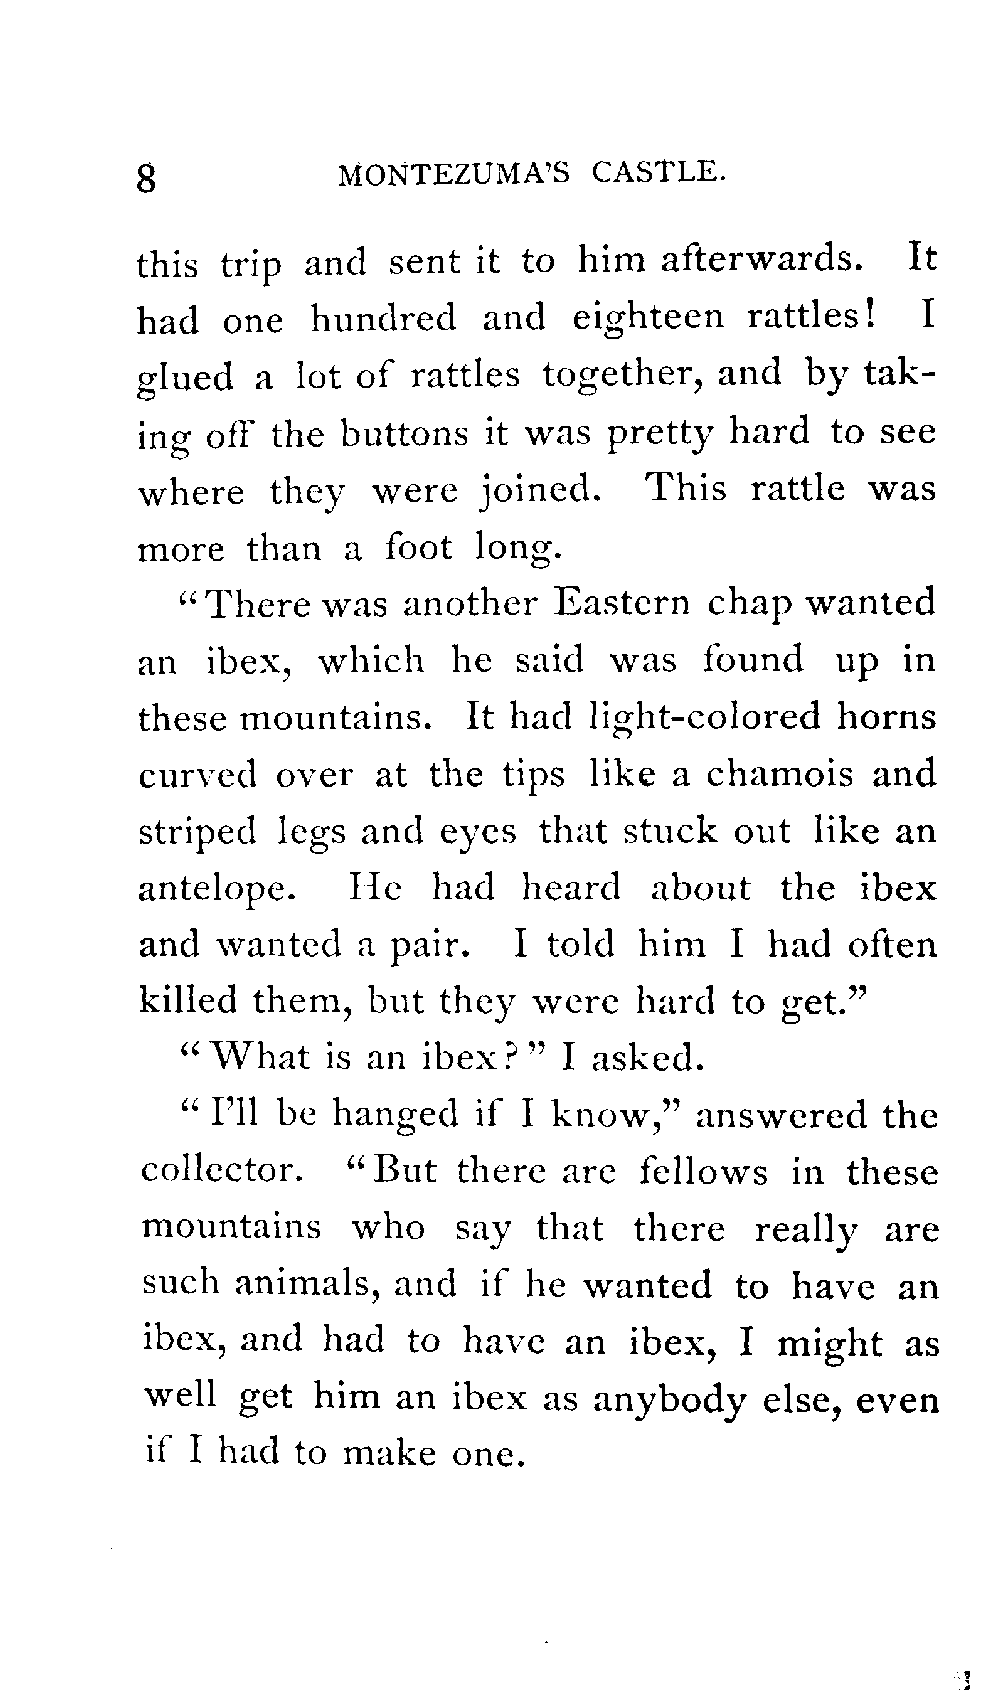 8 MONTEZUMA'S CASTLE.
this trip and sent it to him afterwards. It
had one hundred and eighteen rattles! I
glued a lot of rattles together, and by tak-
ing off the buttons it was pretty hard to see
where they were joined. This rattle was
more than a foot long.
"There was another Eastern chap wanted
an ibex, which he said was found up in
these mountains. It had light-colored horns
curved over at the tips like a chamois and
striped legs and eyes that stuck out like an
antelope. He had heard about the ibex
and wanted a pair. I told him I had often
killed them, but they were hard to get."
"What is an ibex?" I asked.
"I'll be hanged if I know," answered the
collector. "But there are fellows in these
mountains who say that there really are
such animals, and if he wanted to have an
ibex, and had to have an ibex, I might as
well get him an ibex as anybody else, even
if I had to make one.